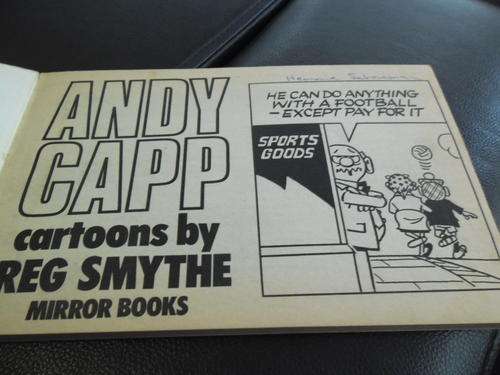 ANDY
CAPP
cartoons by
REG SMYTHE
MIRROR BOOKS
HE CAN DO ANYTHING
WITH A FOOTBALL
— EXCEPT PAY FOR IT
SPORTS
GOODS